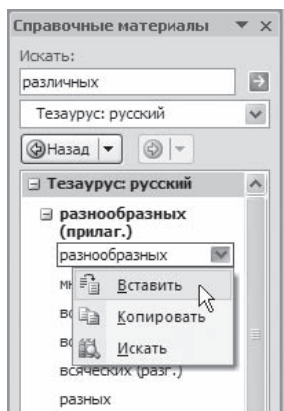 Справочные материалы
Искать:
различных
Тезаурус: русский
Назад
Тезаурус: русский
разнообразных
(прилаг.)
разнообразных
Вставить
Копировать
Искать
всяческих (разг.)
разных